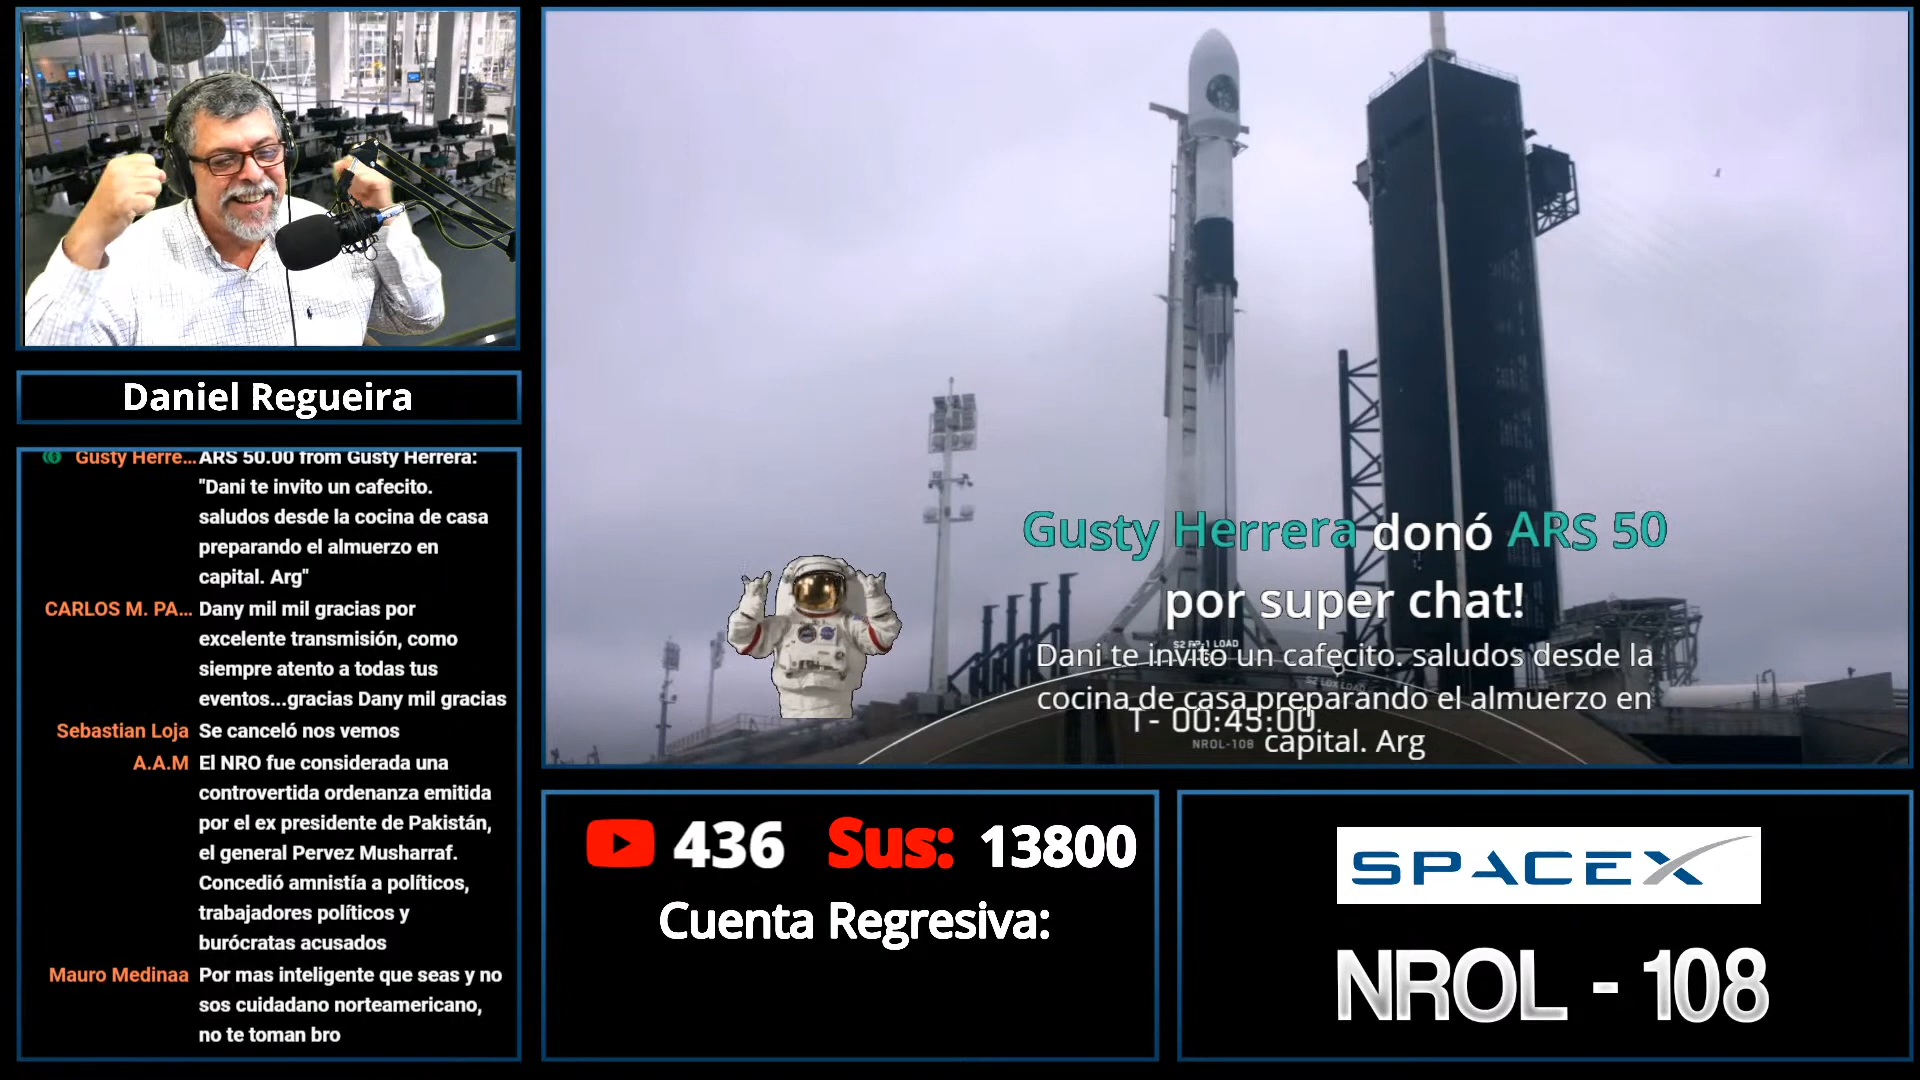 Daniel Regueira
Gusty Herre... ARS 50.00 from Gusty Herrera:
"Dani te invito un cafecito.
saludos desde la cocina de casa
preparando el almuerzo en
capital. Arg"
CARLOS M. PA... Dany mil mil gracias por
excelente transmisión, como
siempre atento a todas tus
eventos...gracias Dany mil gracias
Sebastian Loja Se canceló nos vemos
A.A.M El NRO fue considerada una
controvertida ordenanza emitida
por el ex presidente de Pakistán,
el general Pervez Musharraf.
Concedió amnistía a políticos,
trabajadores políticos y
burócratas acusados
Mauro Medinaa Por mas inteligente que seas y no
sos cuidadano norteamericano,
no te toman bro
Gusty Herrera donó ARS 50
por super chat!
Dani te invito un cafecito. saludos desde la
cocina de casa preparando el almuerzo en
capital. Arg
S2 LOX LOAD
T- 00:45:00
NROL-108
436 Sus: 13800
Cuenta Regresiva:
SPACEX
NROL - 108